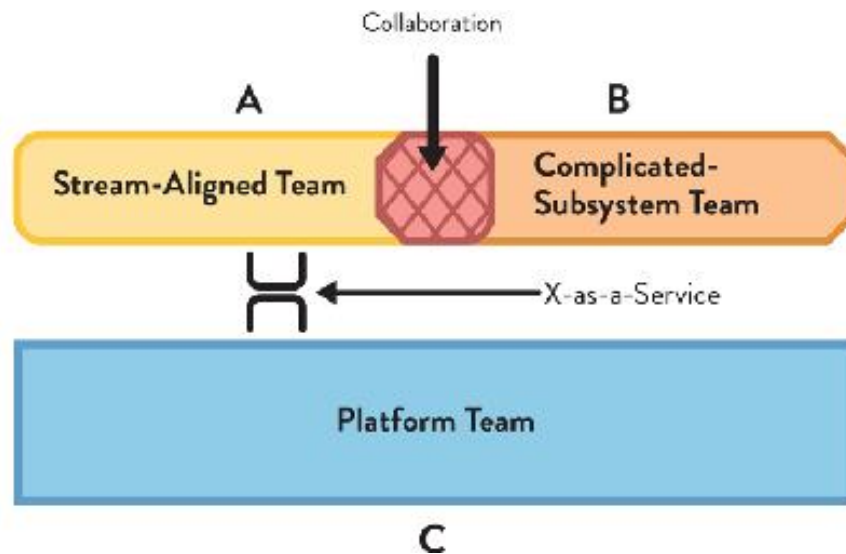 Collaboration
A
B
Stream-Aligned Team
Complicated-
Subsystem Team
X-as-a-Service
Platform Team
C